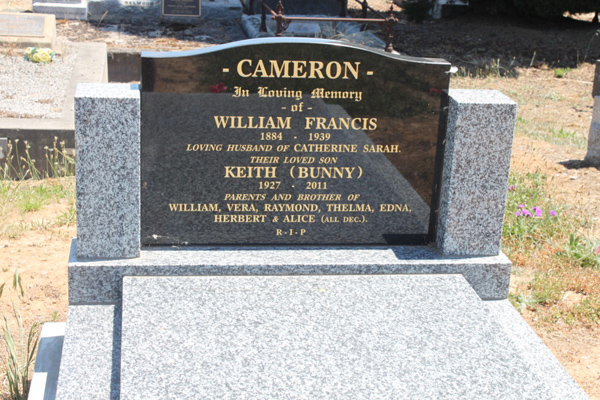 - CAMERON -
In Loving Memory
- of -
WILLIAM FRANCIS
1884 - 1939
LOVING HUSBAND OF CATHERINE SARAH.
THEIR LOVED SON
KEITH (BUNNY)
1927 - 2011
PARENTS AND BROTHER OF
WILLIAM, VERA, RAYMOND, THELMA, EDNA,
HERBERT & ALICE (ALL DEC.).
R - I - P